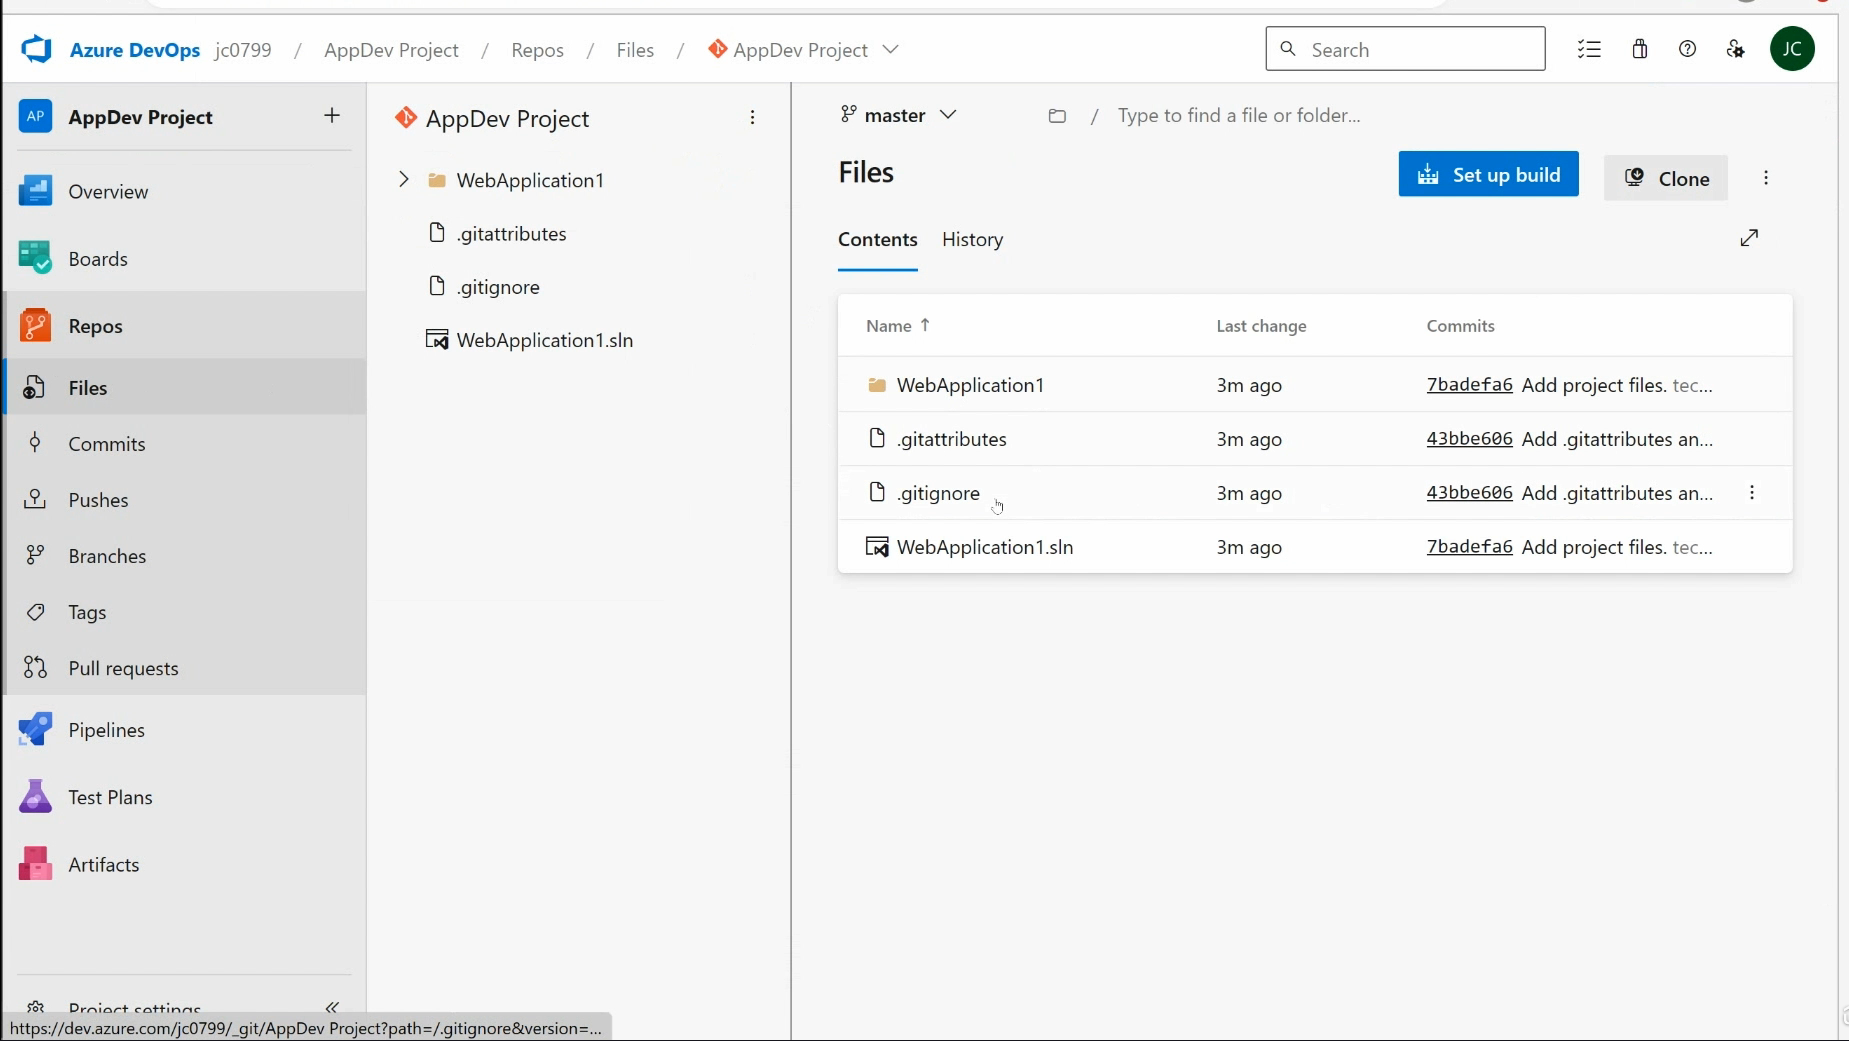 Azure DevOps jc0799 / AppDev Project / Repos / Files / AppDev Project
Search
JC
AP AppDev Project
Overview
Boards
Repos
Files
Commits
Pushes
Branches
Tags
Pull requests
Pipelines
Test Plans
Artifacts
Project settings
https://dev.azure.com/jc0799/_git/AppDev Project?path=/.gitignore&version=...
AppDev Project
WebApplication1
.gitattributes
.gitignore
WebApplication1.sln
master / Type to find a file or folder...
Files
Set up build
Clone
Contents History
Name Last change Commits
WebApplication1 3m ago 7badefa6 Add project files. tec...
.gitattributes 3m ago 43bbe606 Add .gitattributes an...
.gitignore 3m ago 43bbe606 Add .gitattributes an...
WebApplication1.sln 3m ago 7badefa6 Add project files. tec...